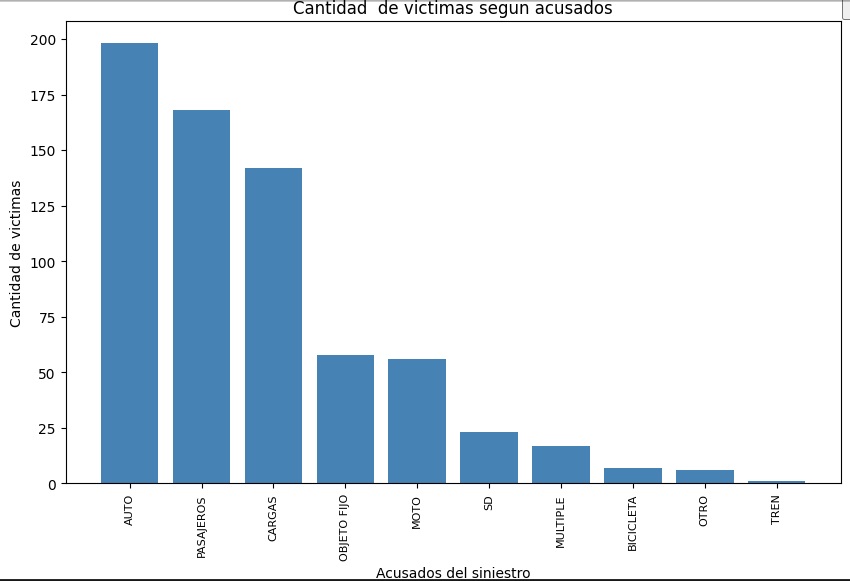 Cantidad  de victimas segun acusados
200
175
150
125
100
75
50
25
0
Cantidad de victimas
AUTO
PASAJEROS
CARGAS
OBJETO FIJO
MOTO
SD
MULTIPLE
BICICLETA
OTRO
TREN
Acusados del siniestro